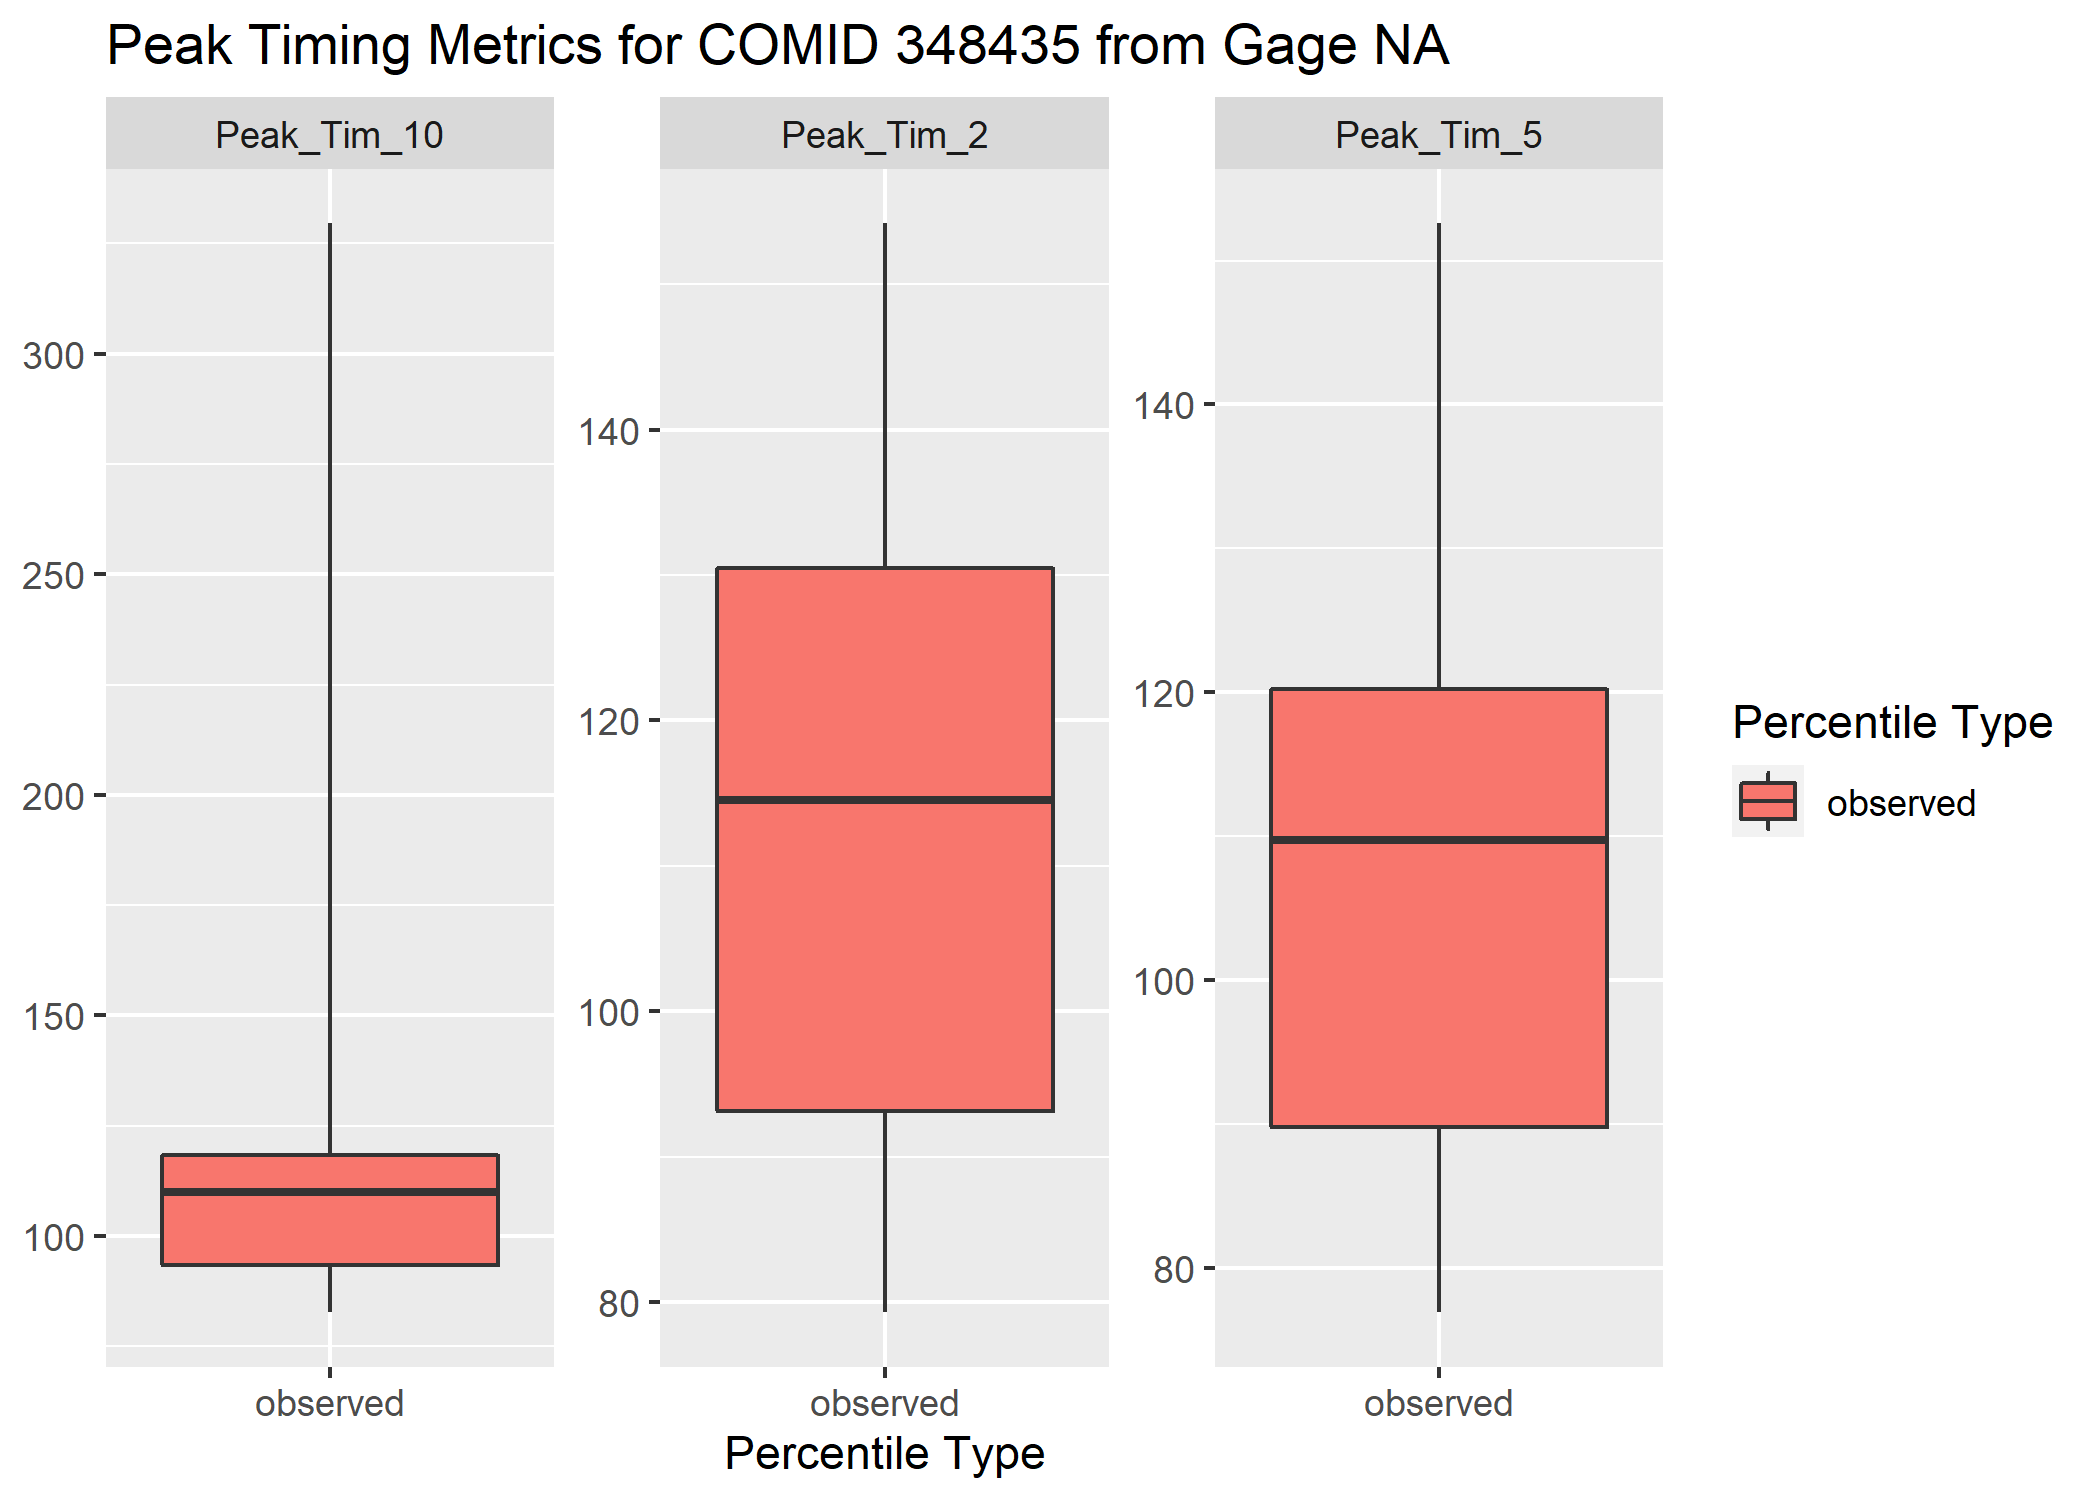 Peak Timing Metrics for COMID 348435 from Gage NA
Peak_Tim_10
Peak_Tim_2
Peak_Tim_5
300
250
200
150
100
140
120
100
80
140
120
100
80
observed
observed
observed
Percentile Type
Percentile Type
observed